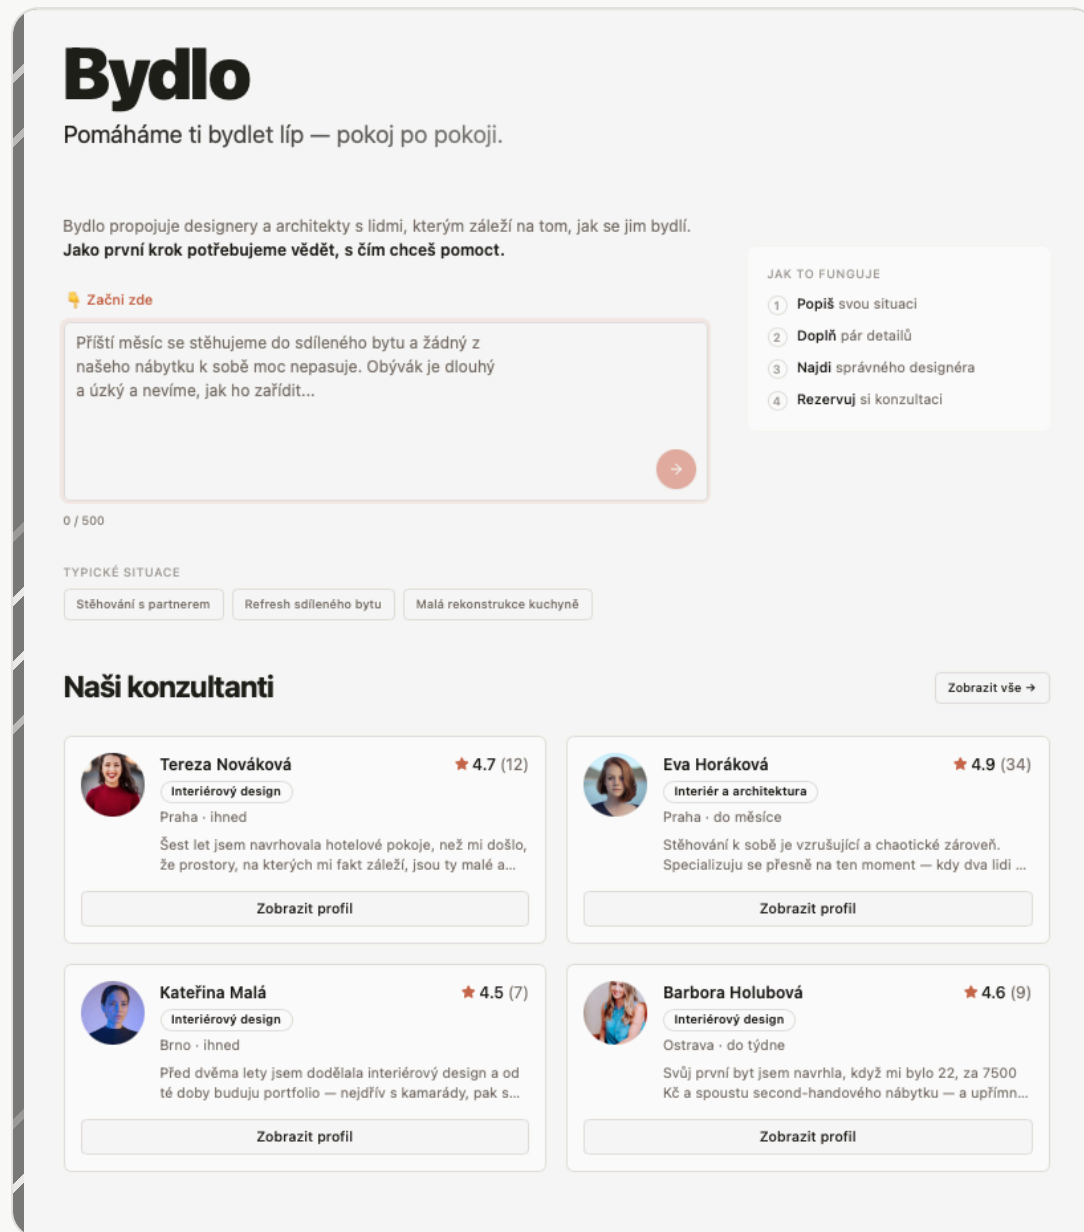 Bydlo
Pomáháme ti bydlet líp — pokoj po pokoji.
Bydlo propojuje designery a architekty s lidmi, kterým záleží na tom, jak se jim bydlí.
Jako první krok potřebujeme vědět, s čím chceš pomoct.
👇 Začni zde
Příští měsíc se stěhujeme do sdíleného bytu a žádný z
našeho nábytku k sobě moc nepasuje. Obývák je dlouhý
a úzký a nevíme, jak ho zařídit...
→
0 / 500
JAK TO FUNGUJE
1 Popiš svou situaci
2 Doplň pár detailů
3 Najdi správného designéra
4 Rezervuj si konzultaci
TYPICKÉ SITUACE
Stěhování s partnerem
Refresh sdíleného bytu
Malá rekonstrukce kuchyně
Naši konzultanti
Zobrazit vše →
Tereza Nováková
★ 4.7 (12)
Interiérový design
Praha · ihned
Šest let jsem navrhovala hotelové pokoje, než mi došlo,
že prostory, na kterých mi fakt záleží, jsou ty malé a...
Zobrazit profil
Eva Horáková
★ 4.9 (34)
Interiér a architektura
Praha · do měsíce
Stěhování k sobě je vzrušující a chaotické zároveň.
Specializuju se přesně na ten moment — kdy dva lidi ...
Zobrazit profil
Kateřina Malá
★ 4.5 (7)
Interiérový design
Brno · ihned
Před dvěma lety jsem dodělala interiérový design a od
té doby buduju portfolio — nejdřív s kamarády, pak s...
Zobrazit profil
Barbora Holubová
★ 4.6 (9)
Interiérový design
Ostrava · do týdne
Svůj první byt jsem navrhla, když mi bylo 22, za 7500
Kč a spoustu second-handového nábytku — a upřímn...
Zobrazit profil